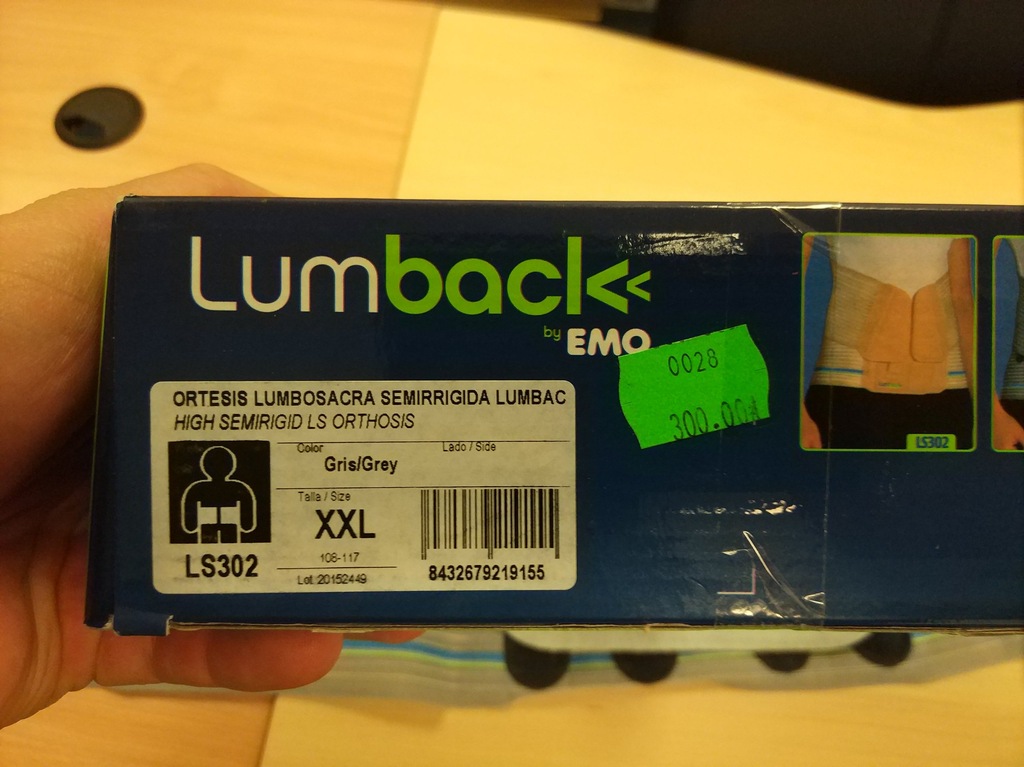 Lumback
by EMO
0028
300.00
ORTESIS LUMBOSACRA SEMIRRIGIDA LUMBAC
HIGH SEMIRIGID LS ORTHOSIS
Color
Gris/Grey
Lado / Side
Talla / Size
XXL
108-117
LS302
Lot.:20152449
8432679219155
LS302